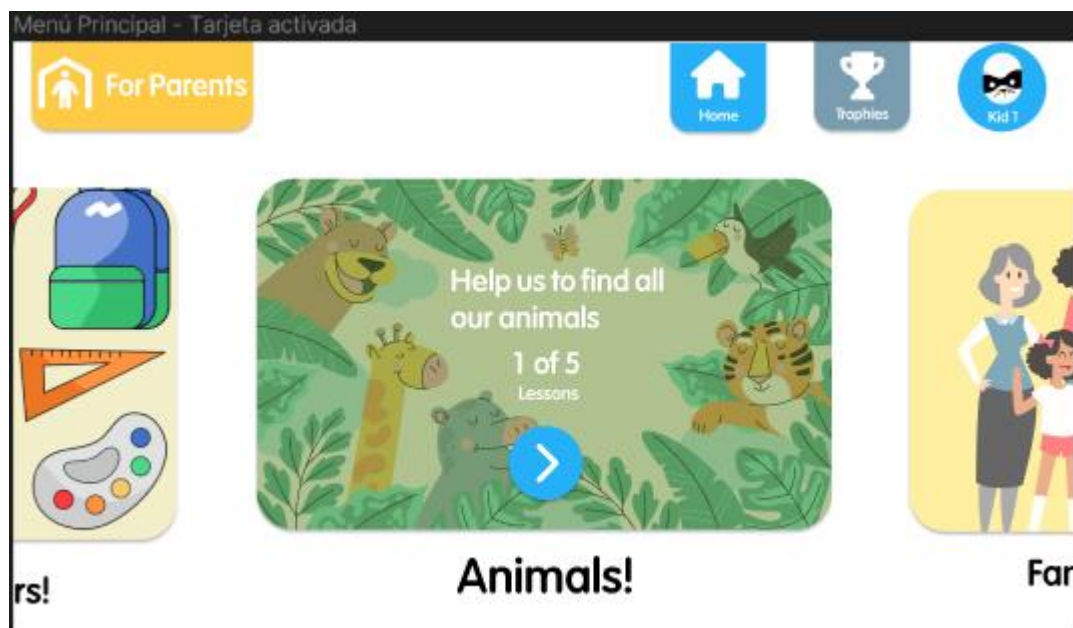 Menú Principal - Tarjeta activada
For Parents
Home
Trophies
Kid 1
Help us to find all
our animals
1 of 5
Lessons
rs!
Animals!
Far